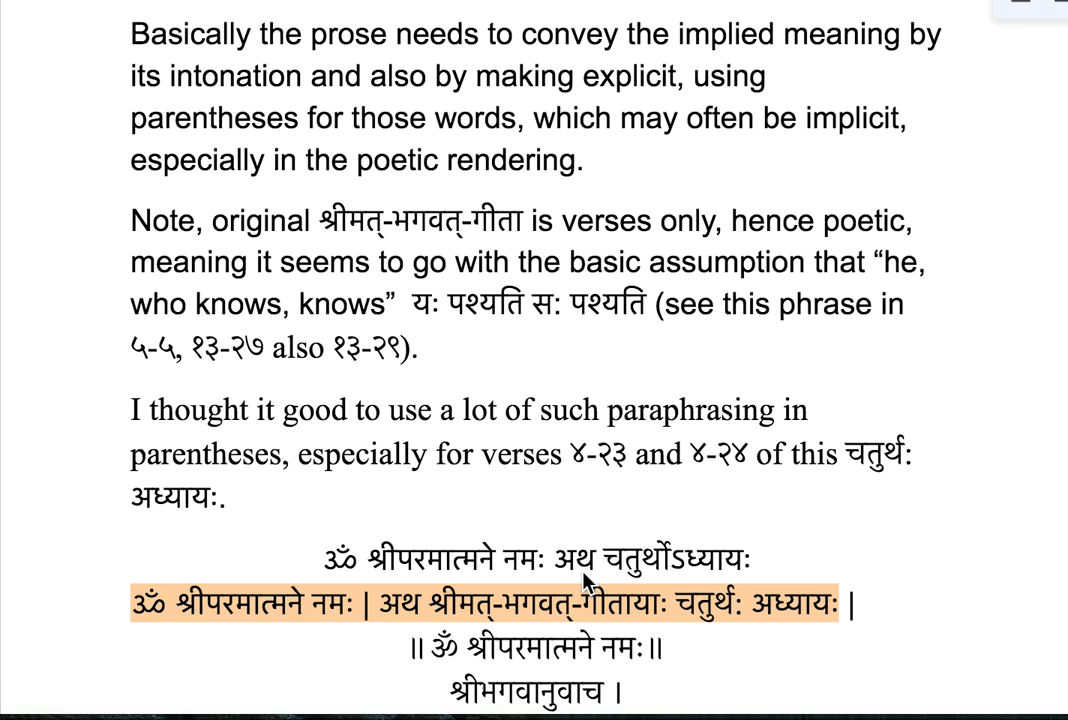 Basically the prose needs to convey the implied meaning by
its intonation and also by making explicit, using
parentheses for those words, which may often be implicit,
especially in the poetic rendering.
Note, original श्रीमत्-भगवत्-गीता is verses only, hence poetic,
meaning it seems to go with the basic assumption that “he,
who knows, knows”  यः पश्यति स: पश्यति (see this phrase in
५-५, १३-२७ also १३-२९).
I thought it good to use a lot of such paraphrasing in
parentheses, especially for verses ४-२३ and ४-२४ of this चतुर्थ:
अध्यायः.
ॐ श्रीपरमात्मने नमः अथ चतुर्थोऽध्यायः
ॐ श्रीपरमात्मने नमः | अथ श्रीमत्-भगवत्-गीतायाः चतुर्थ: अध्यायः |
॥ ॐ श्रीपरमात्मने नमः॥
श्रीभगवानुवाच ।